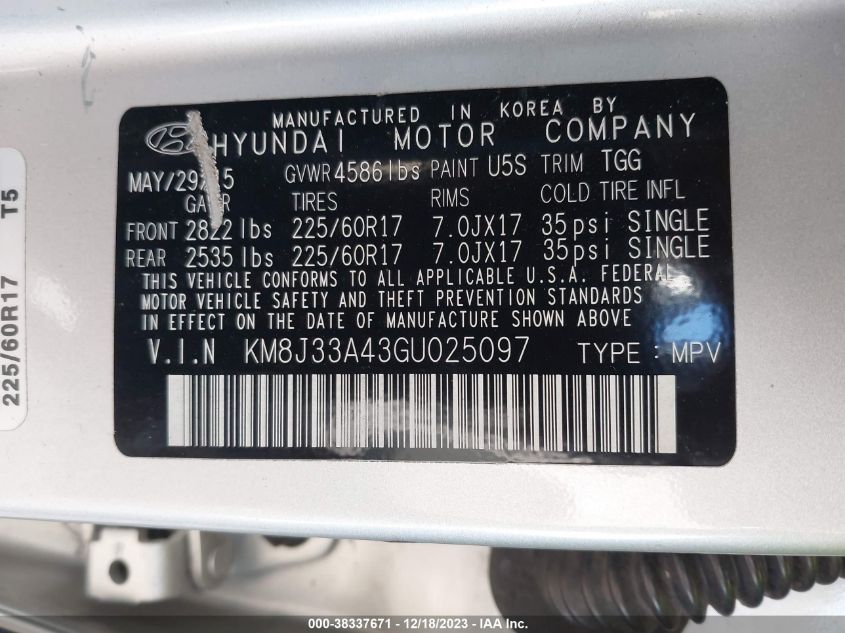 MANUFACTURED IN KOREA BY
HYUNDAI MOTOR COMPANY
GVWR 4586lbs PAINT U5S TRIM TGG
TIRES RIMS COLD TIRE INFL
FRONT 2822 lbs 225/60R17 7.0JX17 35psi SINGLE
REAR 2535 lbs 225/60R17 7.0JX17 35psi SINGLE
THIS VEHICLE CONFORMS TO ALL APPLICABLE U.S.A. FEDERAL
MOTOR VEHICLE SAFETY AND THEFT PREVENTION STANDARDS
IN EFFECT ON THE DATE OF MANUFACTURE SHOWN ABOVE
V.I.N KM8J33A43GU025097 TYPE : MPV
225/60R17 T5
000-38337671 - 12/18/2023 - IAA Inc.